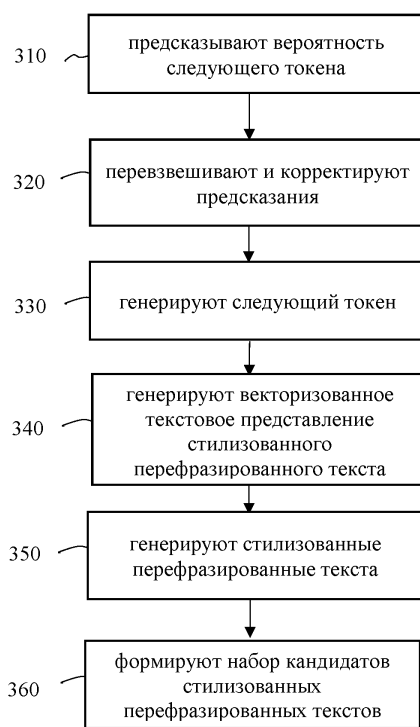 310
предсказывают вероятность
следующего токена
320
перевзвешивают и корректируют
предсказания
330
генерируют следующий токен
340
генерируют векторизованное
текстовое представление
стилизованного
перефразированного текста
350
генерируют стилизованные
перефразированные текста
360
формируют набор кандидатов
стилизованных
перефразированных текстов